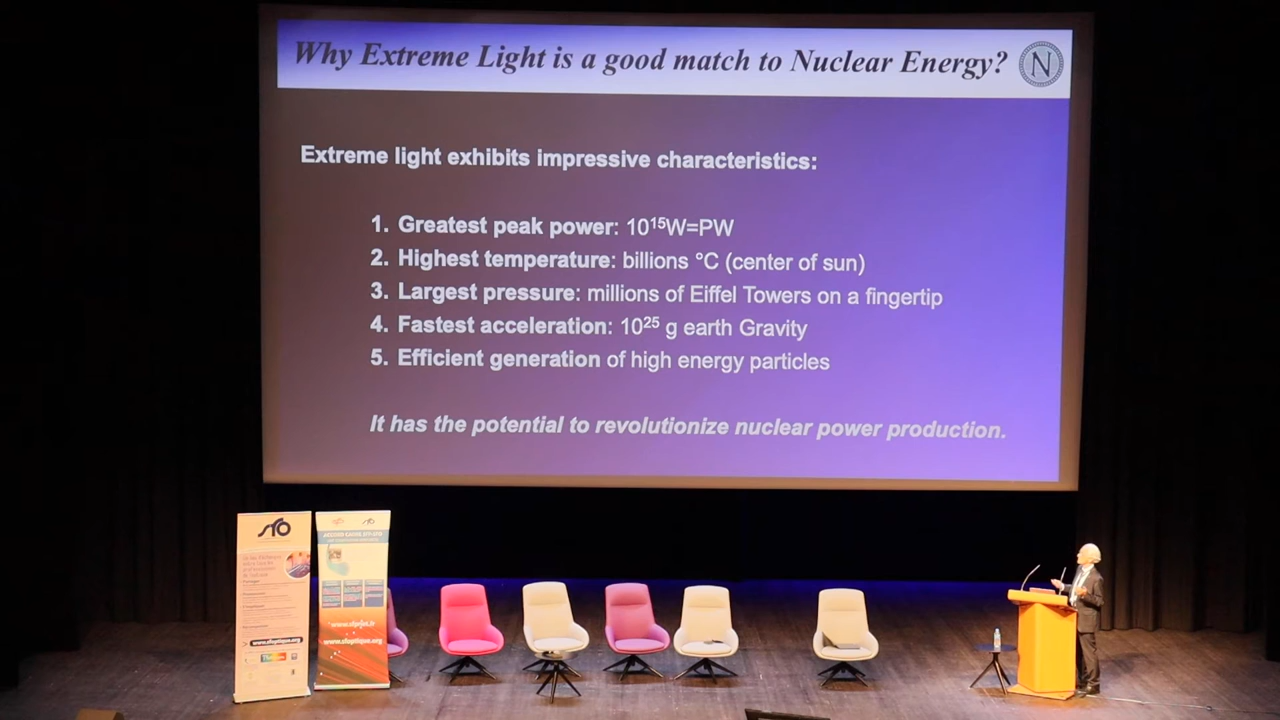 Why Extreme Light is a good match to Nuclear Energy?
N
Extreme light exhibits impressive characteristics:
1. Greatest peak power: 10¹⁵W=PW
2. Highest temperature: billions °C (center of sun)
3. Largest pressure: millions of Eiffel Towers on a fingertip
4. Fastest acceleration: 10²⁵ g earth Gravity
5. Efficient generation of high energy particles
It has the potential to revolutionize nuclear power production.
sfo
www.sfoptique.org
www.sfoptique.org